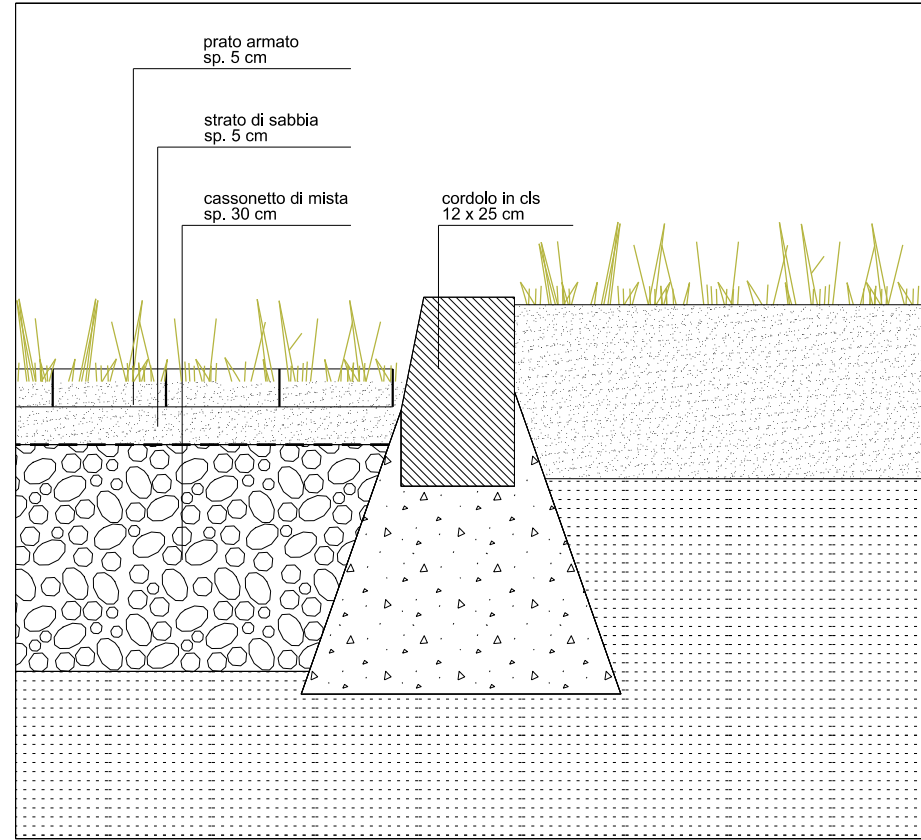 prato armato
sp. 5 cm
strato di sabbia
sp. 5 cm
cassonetto di mista
sp. 30 cm
cordolo in cls
12 x 25 cm